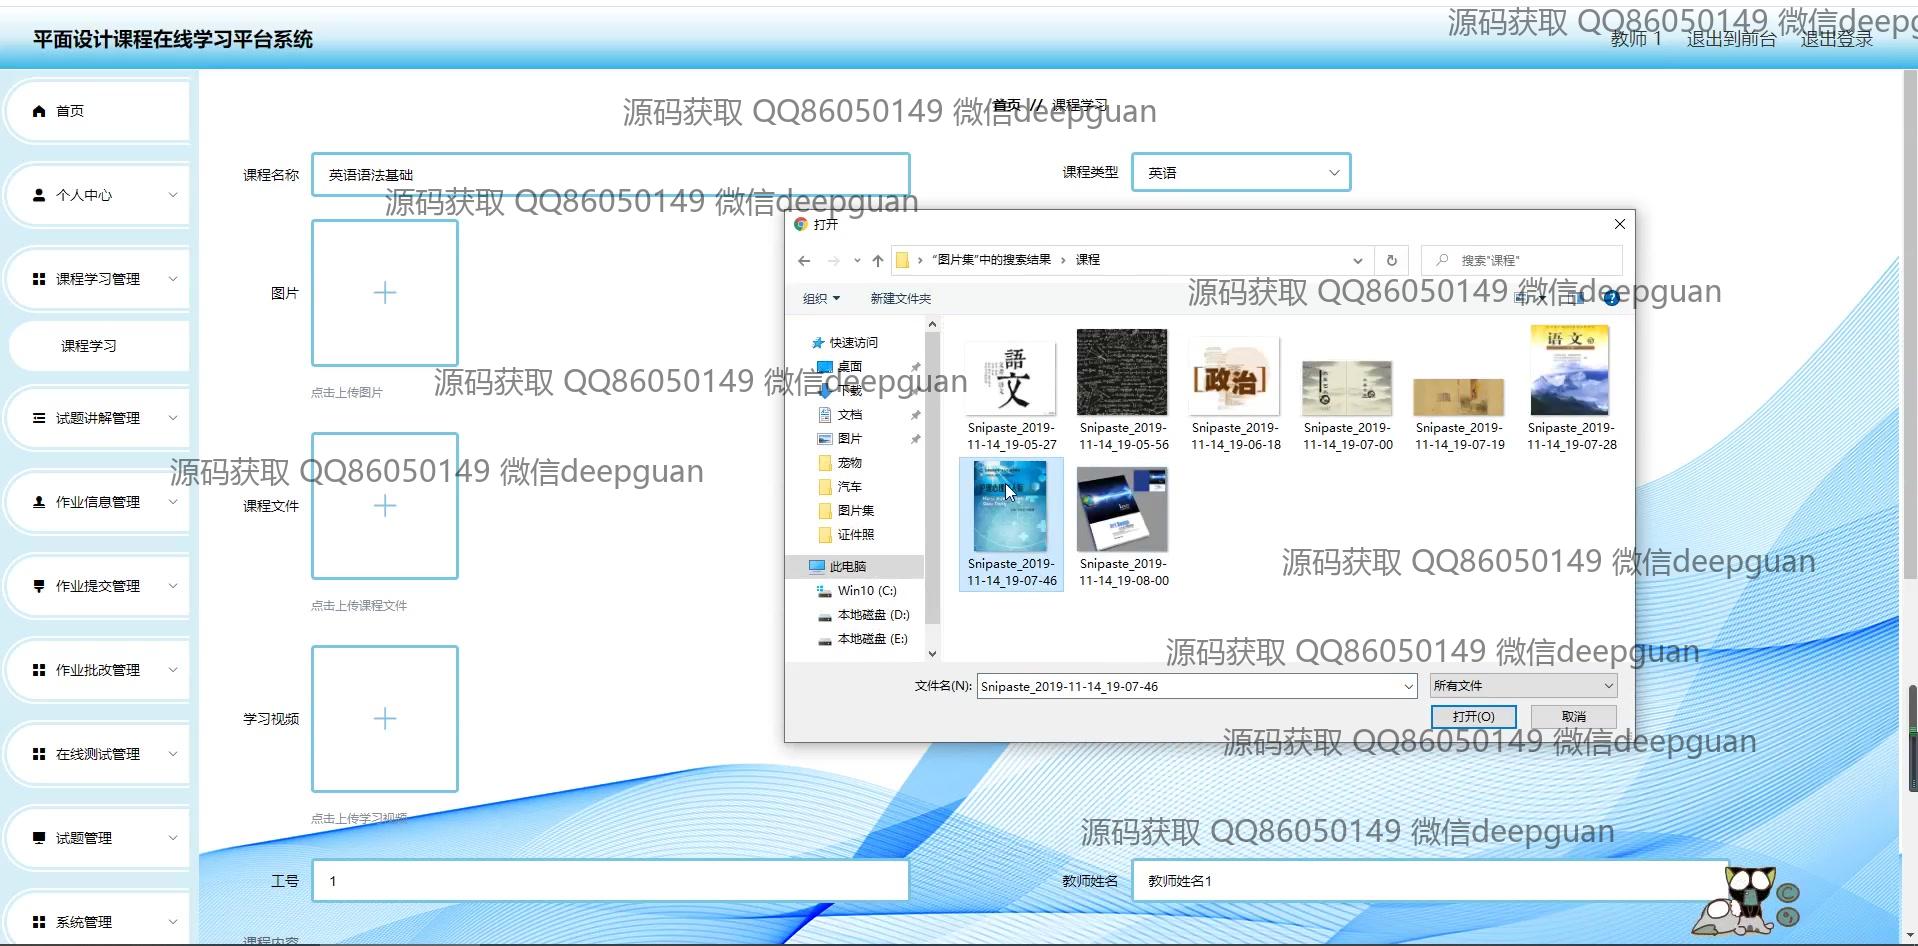 平面设计课程在线学习平台系统
源码获取 QQ86050149 微信deepg
教师 1 退出到前台 退出登录
首页
首页 // 课程学习
源码获取 QQ86050149 微信deepguan
课程名称 英语语法基础 课程类型 英语
个人中心
源码获取 QQ86050149 微信deepguan
打开
“图片集”中的搜索结果 › 课程
搜索"课程"
课程学习管理
图片
源码获取 QQ86050149 微信deepguan
组织 新建文件夹
快速访问
桌面
下载
文档
图片
宠物
汽车
图片集
证件照
此电脑
Win10 (C:)
本地磁盘 (D:)
本地磁盘 (E:)
語文
[政治]
语文
Snipaste_2019-11-14_19-05-27
Snipaste_2019-11-14_19-05-56
Snipaste_2019-11-14_19-06-18
Snipaste_2019-11-14_19-07-00
Snipaste_2019-11-14_19-07-19
Snipaste_2019-11-14_19-07-28
Snipaste_2019-11-14_19-07-46
Snipaste_2019-11-14_19-08-00
课程学习
点击上传图片
源码获取 QQ86050149 微信deepguan
试题讲解管理
源码获取 QQ86050149 微信deepguan
作业信息管理
课程文件
源码获取 QQ86050149 微信deepguan
作业提交管理
点击上传课程文件
源码获取 QQ86050149 微信deepguan
作业批改管理
文件名(N): Snipaste_2019-11-14_19-07-46 所有文件
打开(O) 取消
学习视频
源码获取 QQ86050149 微信deepguan
在线测试管理
点击上传学习视频
源码获取 QQ86050149 微信deepguan
试题管理
工号 1 教师姓名 教师姓名1
系统管理
课程内容